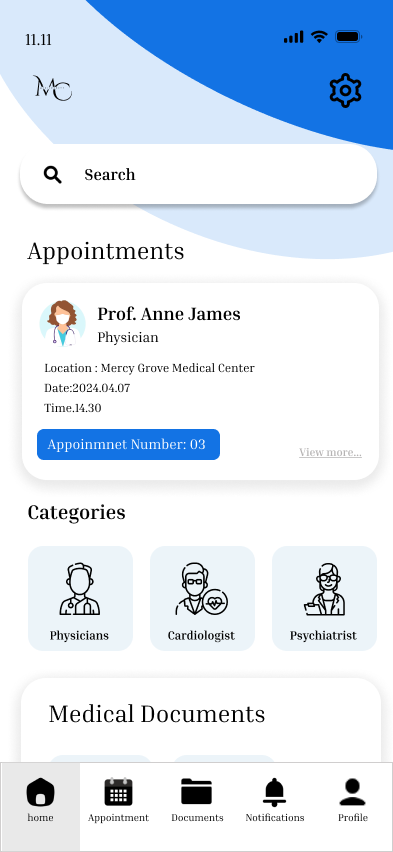 11.11
MC
Search
Appointments
Prof. Anne James
Physician
Location : Mercy Grove Medical Center
Date:2024.04.07
Time.14.30
Appoinmnet Number: 03
View more...
Categories
Physicians
Cardiologist
Psychiatrist
Medical Documents
home
Appointment
Documents
Notifications
Profile